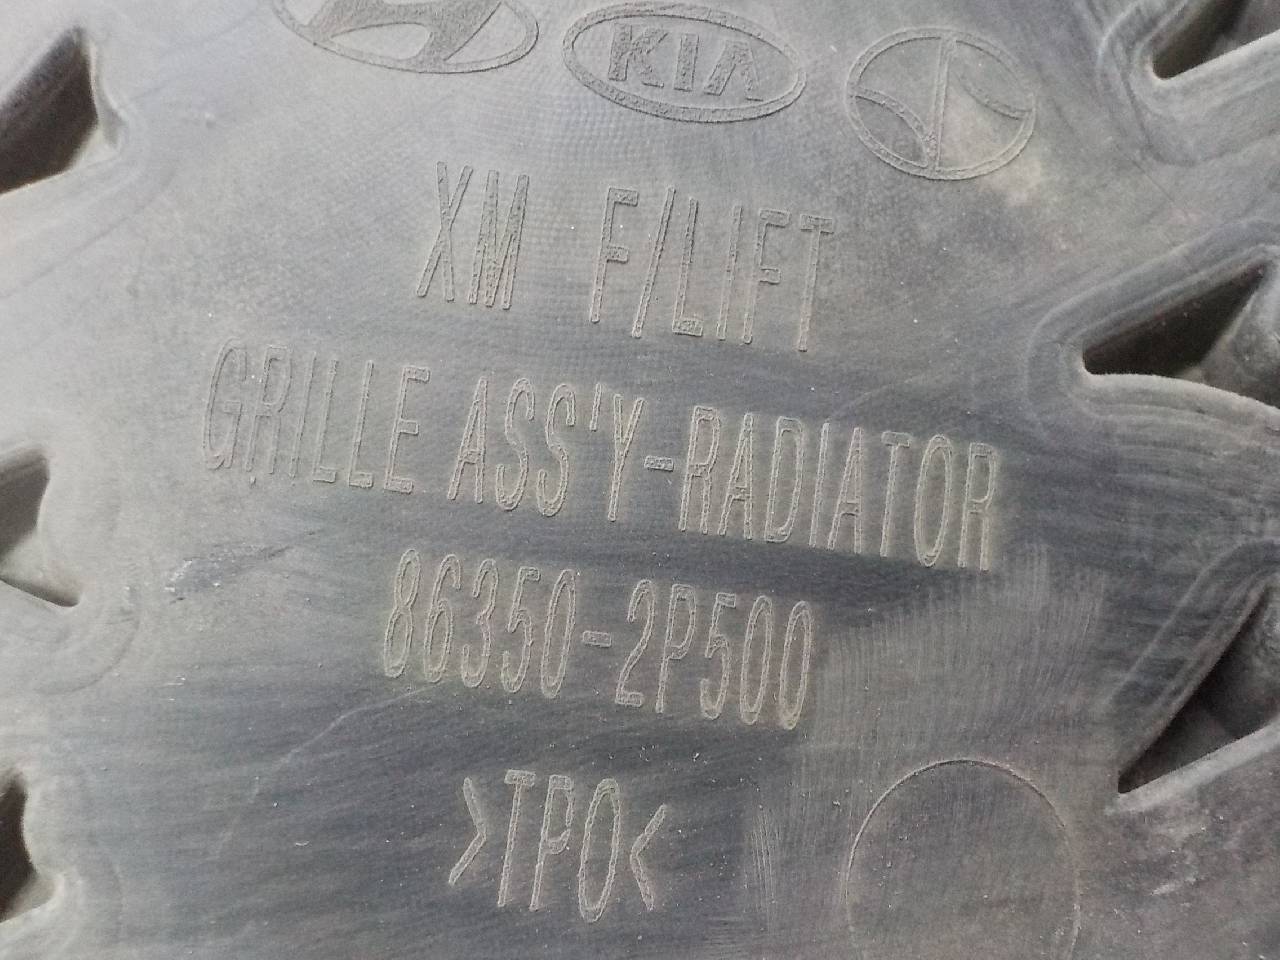 KIA
XM F/LIFT
GRILLE ASS'Y-RADIATOR
86350-2P500
>TPO<